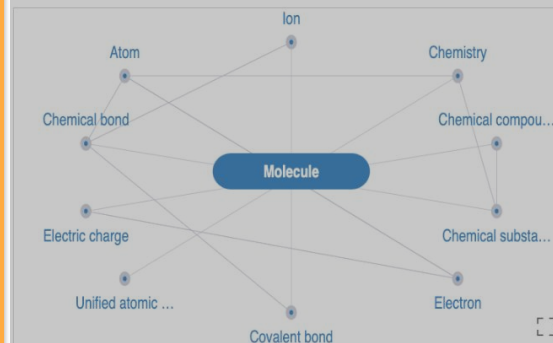 Ion
Atom
Chemistry
Chemical bond
Chemical compou...
Molecule
Electric charge
Chemical substa...
Unified atomic ...
Electron
Covalent bond